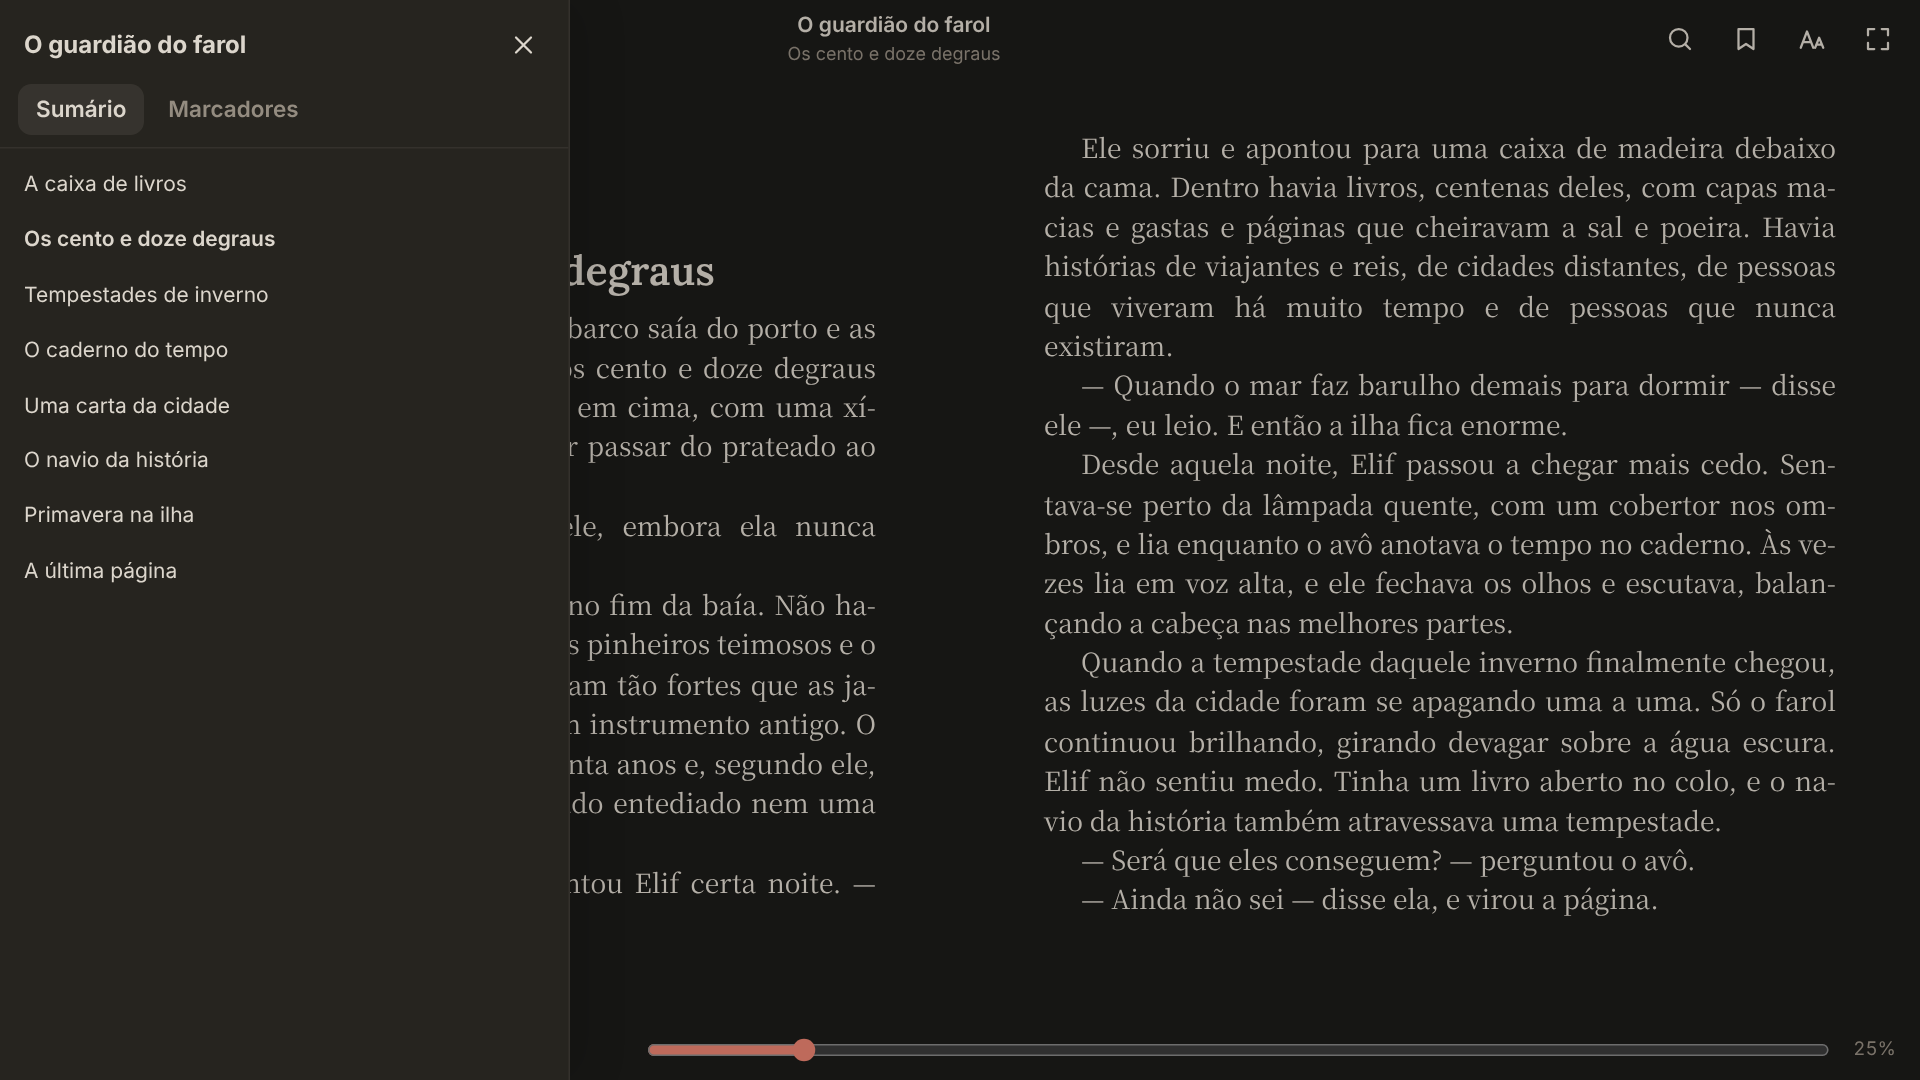 O guardião do farol
Sumário
Marcadores
A caixa de livros
Os cento e doze degraus
Tempestades de inverno
O caderno do tempo
Uma carta da cidade
O navio da história
Primavera na ilha
A última página
O guardião do farol
Os cento e doze degraus
degraus
barco saía do porto e as
cento e doze degraus
em cima, com uma xí-
passar do prateado ao
embora ela nunca
no fim da baía. Não ha-
pinheiros teimosos e o
tão fortes que as ja-
instrumento antigo. O
anos e, segundo ele,
entediado nem uma
Elif certa noite. —
Ele sorriu e apontou para uma caixa de madeira debaixo
da cama. Dentro havia livros, centenas deles, com capas ma-
cias e gastas e páginas que cheiravam a sal e poeira. Havia
histórias de viajantes e reis, de cidades distantes, de pessoas
que viveram há muito tempo e de pessoas que nunca
existiram.
— Quando o mar faz barulho demais para dormir — disse
ele —, eu leio. E então a ilha fica enorme.
Desde aquela noite, Elif passou a chegar mais cedo. Sen-
tava-se perto da lâmpada quente, com um cobertor nos om-
bros, e lia enquanto o avô anotava o tempo no caderno. Às ve-
zes lia em voz alta, e ele fechava os olhos e escutava, balan-
çando a cabeça nas melhores partes.
Quando a tempestade daquele inverno finalmente chegou,
as luzes da cidade foram se apagando uma a uma. Só o farol
continuou brilhando, girando devagar sobre a água escura.
Elif não sentiu medo. Tinha um livro aberto no colo, e o na-
vio da história também atravessava uma tempestade.
— Será que eles conseguem? — perguntou o avô.
— Ainda não sei — disse ela, e virou a página.
25%